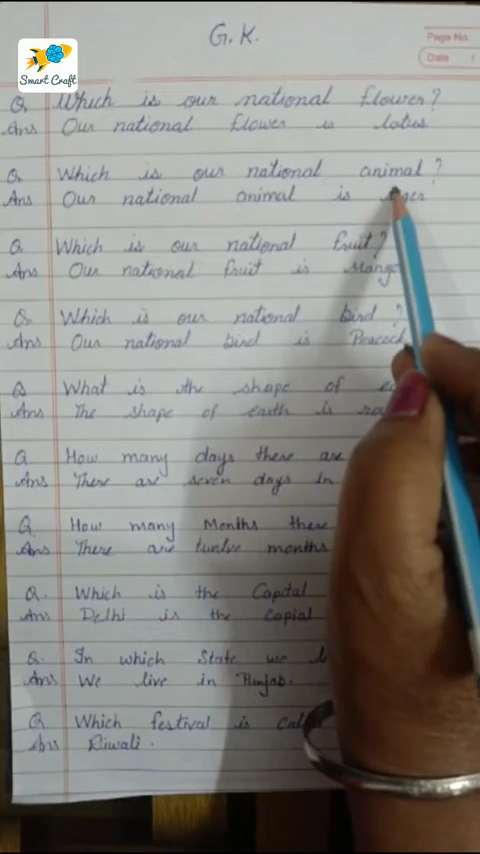 Smart Craft
G.K.
Page No.
Date
Q. Which is our national flower?
Ans Our national flower is lotus
Q. Which is our national animal?
Ans Our national animal is
Q Which is our national fruit?
Ans Our national fruit is Mango
Q. Which is our national bird?
Ans Our national bird is Peacock
Q What is the shape of
Ans The shape of earth is
Q How many days there are
Ans There are seven days in
Q. How many Months there
Ans There are twelve months
Q. Which is the Capital
Ans Delhi is the Capial
Q. In which State we
Ans We live in Punjab.
Q Which festival is
Ans Diwali.